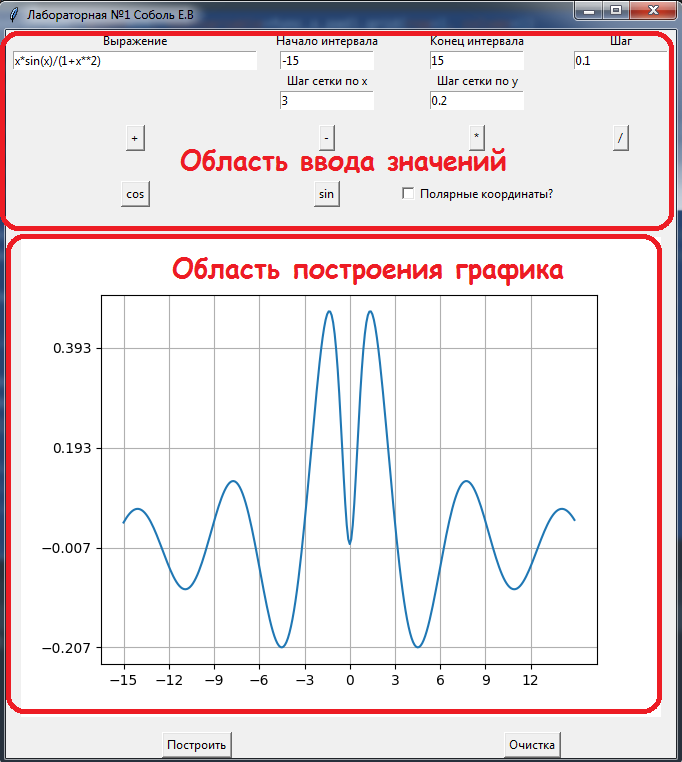 Лабораторная №1 Соболь Е.В
Выражение Начало интервала Конец интервала Шаг
x*sin(x)/(1+x**2) -15 15 0.1
Шаг сетки по x Шаг сетки по y
3 0.2
+ - * /
Область ввода значений
cos sin Полярные координаты?
Область построения графика
0.393
0.193
−0.007
−0.207
−15 −12 −9 −6 −3 0 3 6 9 12
Построить Очистка